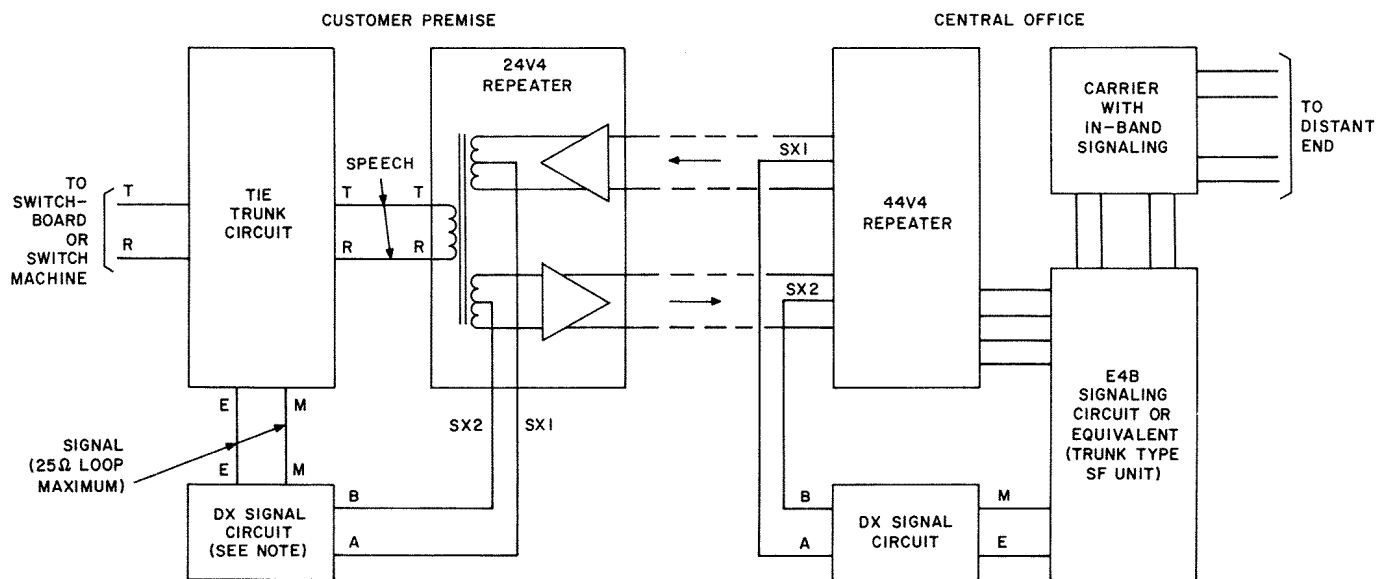 CUSTOMER PREMISE
CENTRAL OFFICE
24V4
REPEATER
CARRIER
WITH
IN-BAND
SIGNALING
TO
DISTANT
END
SX1
SPEECH
TO
SWITCH-
BOARD
OR
SWITCH
MACHINE
T
R
TIE
TRUNK
CIRCUIT
T
T
R
R
44V4
REPEATER
SX2
E
M
SX2
SX1
SIGNAL
(25Ω LOOP
MAXIMUM)
E
M
E4B
SIGNALING
CIRCUIT OR
EQUIVALENT
(TRUNK TYPE
SF UNIT)
DX SIGNAL
CIRCUIT
(SEE NOTE)
B
A
B
A
DX SIGNAL
CIRCUIT
M
E